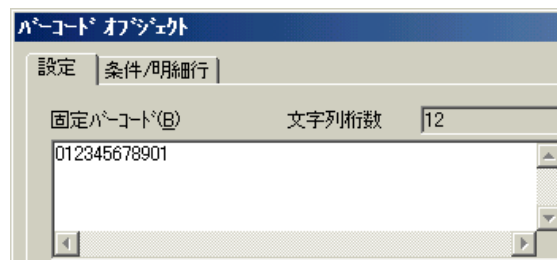 ﾊﾞｰｺｰﾄﾞ ｵﾌﾞｼﾞｪｸﾄ
設定 条件/明細行
固定ﾊﾞｰｺｰﾄﾞ(B) 文字列桁数 12
012345678901